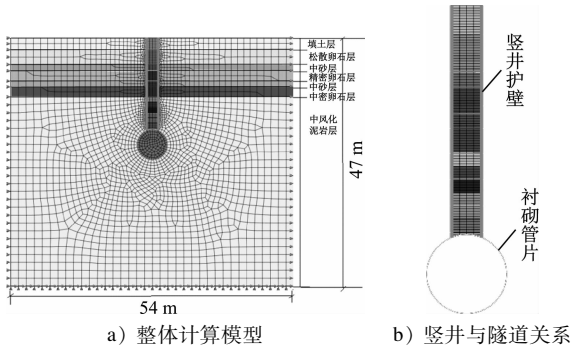 填土层
松散卵石层
中砂层
精密卵石层
中砂层
中密卵石层
中风化
泥岩层
47 m
54 m
a）整体计算模型
竖井护壁
衬砌管片
b）竖井与隧道关系